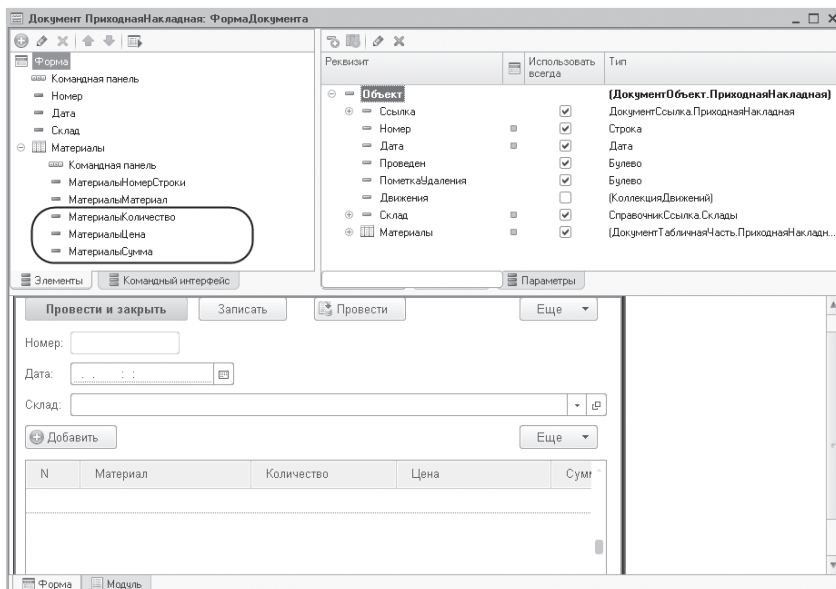 Документ ПриходнаяНакладная: ФормаДокумента
Форма
Командная панель
Номер
Дата
Склад
Материалы
Командная панель
МатериалыНомерСтроки
МатериалыМатериал
МатериалыКоличество
МатериалыЦена
МатериалыСумма
Элементы Командный интерфейс
Реквизит Использовать всегда Тип
Объект (ДокументОбъект.ПриходнаяНакладная)
Ссылка ДокументСсылка.ПриходнаяНакладная
Номер Строка
Дата Дата
Проведен Булево
ПометкаУдаления Булево
Движения (КоллекцияДвижений)
Склад СправочникСсылка.Склады
Материалы (ДокументТабличнаяЧасть.ПриходнаяНакладн...
Параметры
Провести и закрыть Записать Провести Еще
Номер:
Дата: . . : :
Склад:
Добавить Еще
N Материал Количество Цена Сумм
Форма Модуль